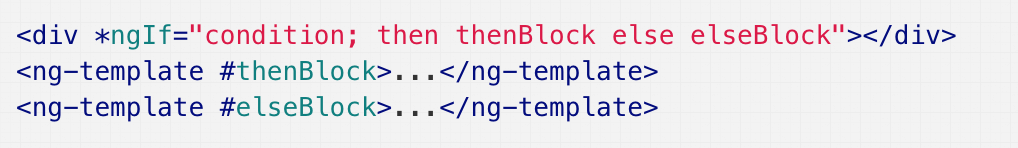 <div *ngIf="condition; then thenBlock else elseBlock"></div>
<ng-template #thenBlock>...</ng-template>
<ng-template #elseBlock>...</ng-template>